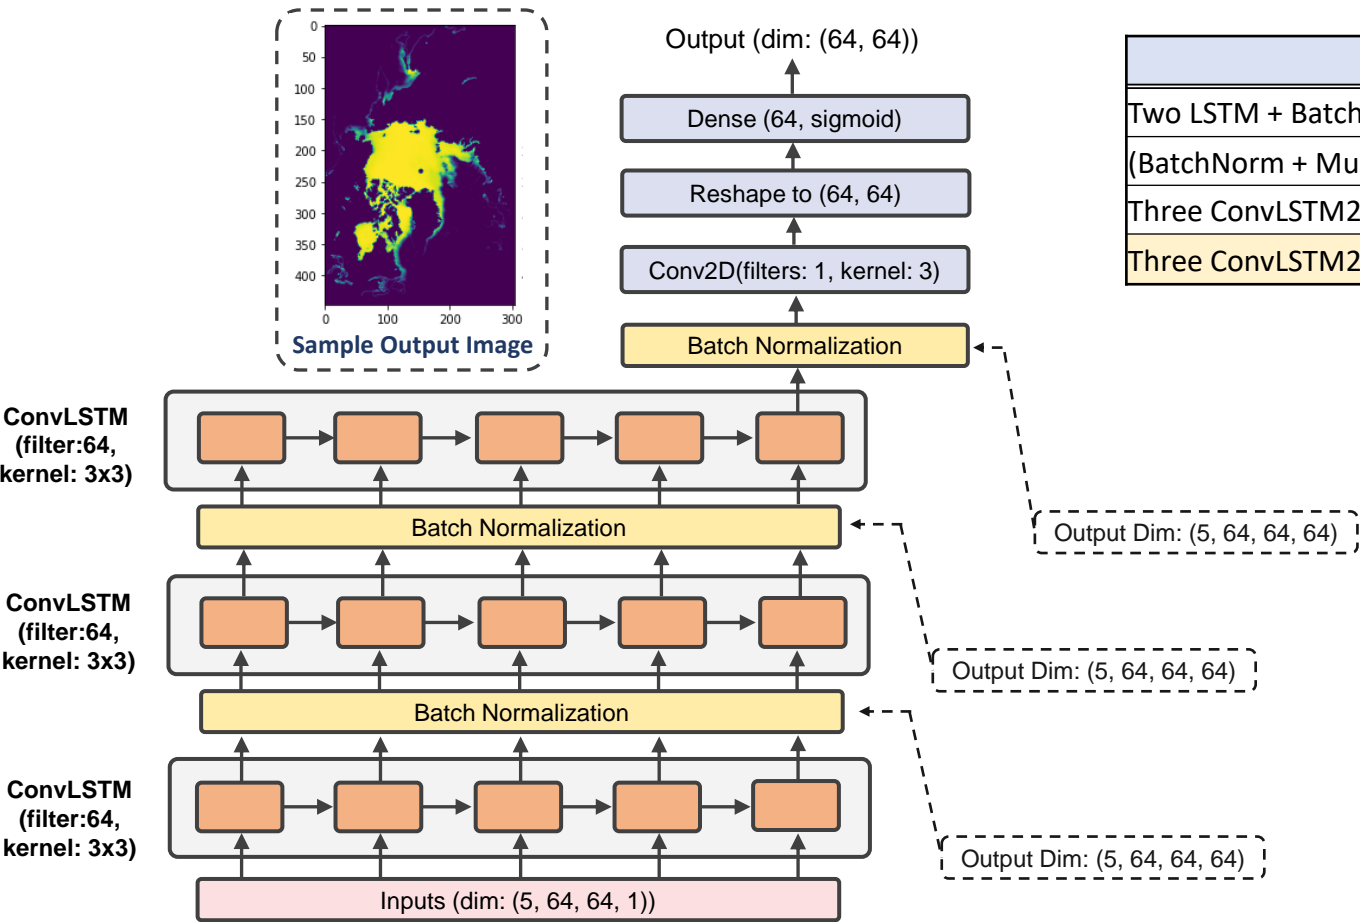 0
50
100
150
200
250
300
350
400
0
100
200
300
Sample Output Image
Output (dim: (64, 64))
Dense (64, sigmoid)
Reshape to (64, 64)
Conv2D(filters: 1, kernel: 3)
Batch Normalization
Two LSTM + Batch
(BatchNorm + Mu
Three ConvLSTM2
Three ConvLSTM2
ConvLSTM
(filter:64,
kernel: 3x3)
Batch Normalization
Output Dim: (5, 64, 64, 64)
ConvLSTM
(filter:64,
kernel: 3x3)
Output Dim: (5, 64, 64, 64)
Batch Normalization
ConvLSTM
(filter:64,
kernel: 3x3)
Output Dim: (5, 64, 64, 64)
Inputs (dim: (5, 64, 64, 1))